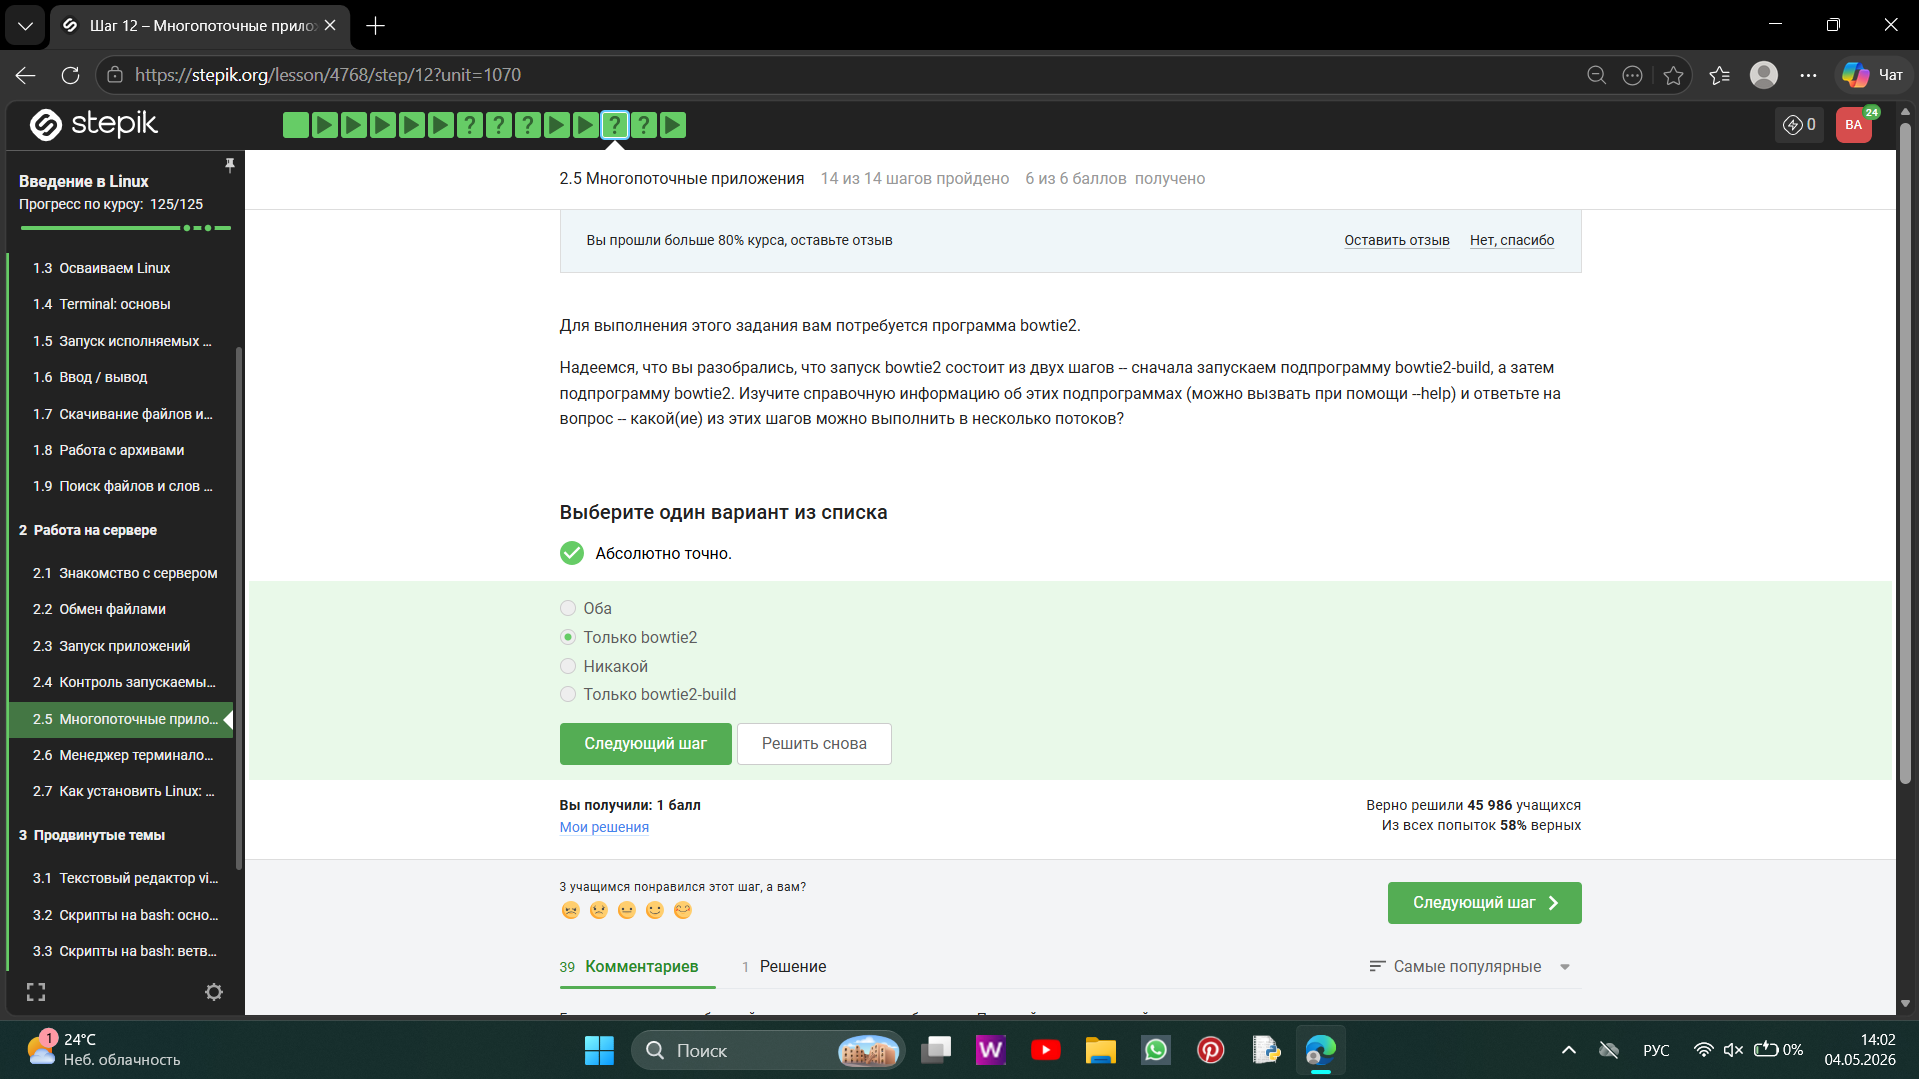 Шаг 12 – Многопоточные прило
https://stepik.org/lesson/4768/step/12?unit=1070
Чат
stepik
? ? ? ? ?
0
ВА
24
Введение в Linux
Прогресс по курсу: 125/125
1.3 Осваиваем Linux
1.4 Terminal: основы
1.5 Запуск исполняемых ...
1.6 Ввод / вывод
1.7 Скачивание файлов и...
1.8 Работа с архивами
1.9 Поиск файлов и слов ...
2 Работа на сервере
2.1 Знакомство с сервером
2.2 Обмен файлами
2.3 Запуск приложений
2.4 Контроль запускаемы...
2.5 Многопоточные прило...
2.6 Менеджер терминало...
2.7 Как установить Linux: ...
3 Продвинутые темы
3.1 Текстовый редактор vi...
3.2 Скрипты на bash: осно...
3.3 Скрипты на bash: ветв...
2.5 Многопоточные приложения 14 из 14 шагов пройдено 6 из 6 баллов получено
Вы прошли больше 80% курса, оставьте отзыв
Оставить отзыв Нет, спасибо
Для выполнения этого задания вам потребуется программа bowtie2.
Надеемся, что вы разобрались, что запуск bowtie2 состоит из двух шагов -- сначала запускаем подпрограмму bowtie2-build, а затем
подпрограмму bowtie2. Изучите справочную информацию об этих подпрограммах (можно вызвать при помощи --help) и ответьте на
вопрос -- какой(ие) из этих шагов можно выполнить в несколько потоков?
Выберите один вариант из списка
Абсолютно точно.
Оба
Только bowtie2
Никакой
Только bowtie2-build
Следующий шаг
Решить снова
Вы получили: 1 балл
Мои решения
Верно решили 45 986 учащихся
Из всех попыток 58% верных
3 учащимся понравился этот шаг, а вам?
Следующий шаг
39 Комментариев
1 Решение
Самые популярные
1
24°C
Неб. облачность
Поиск
W
РУС
0%
14:02
04.05.2026